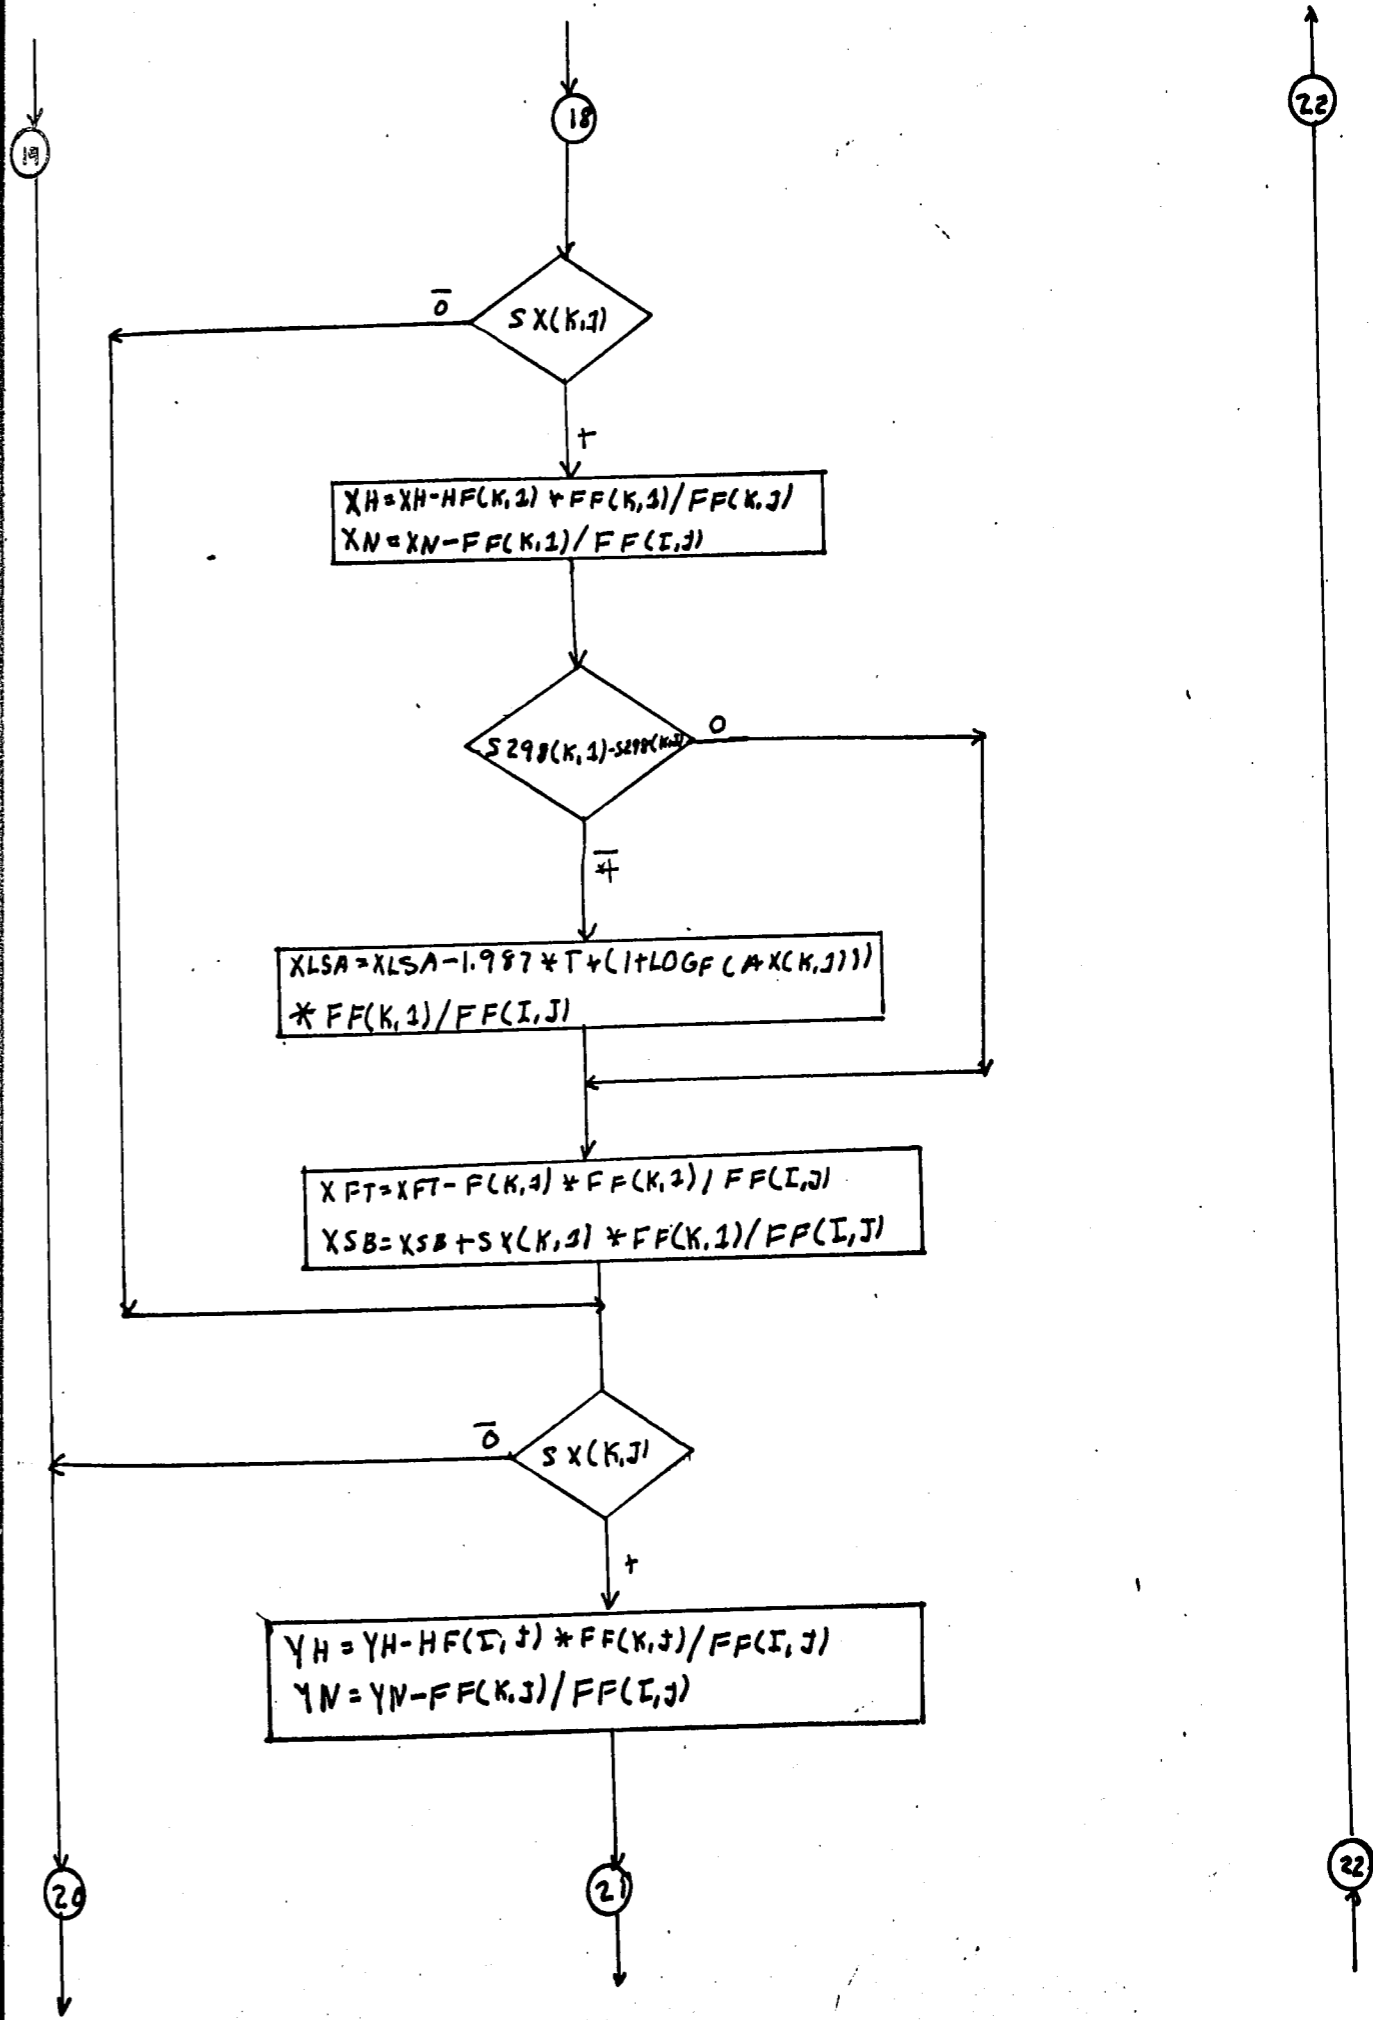 18
22
19
0
SX(K,J)
+
XH=XH-HF(K,1)*FF(K,1)/FF(K,J)
XN=XN-FF(K,1)/FF(I,J)
S298(K,1)-S298(K,J)
0
XLSA=XLSA-1.987*T*(1+LOGF(AX(K,J)))
* FF(K,1)/FF(I,J)
XFT=XFT-F(K,1)*FF(K,1)/FF(I,J)
XSB=XSB+SX(K,1)*FF(K,1)/FF(I,J)
0
SX(K,J)
+
YH=YH-HF(I,J)*FF(K,J)/FF(I,J)
YN=YN-FF(K,J)/FF(I,J)
22
20
21